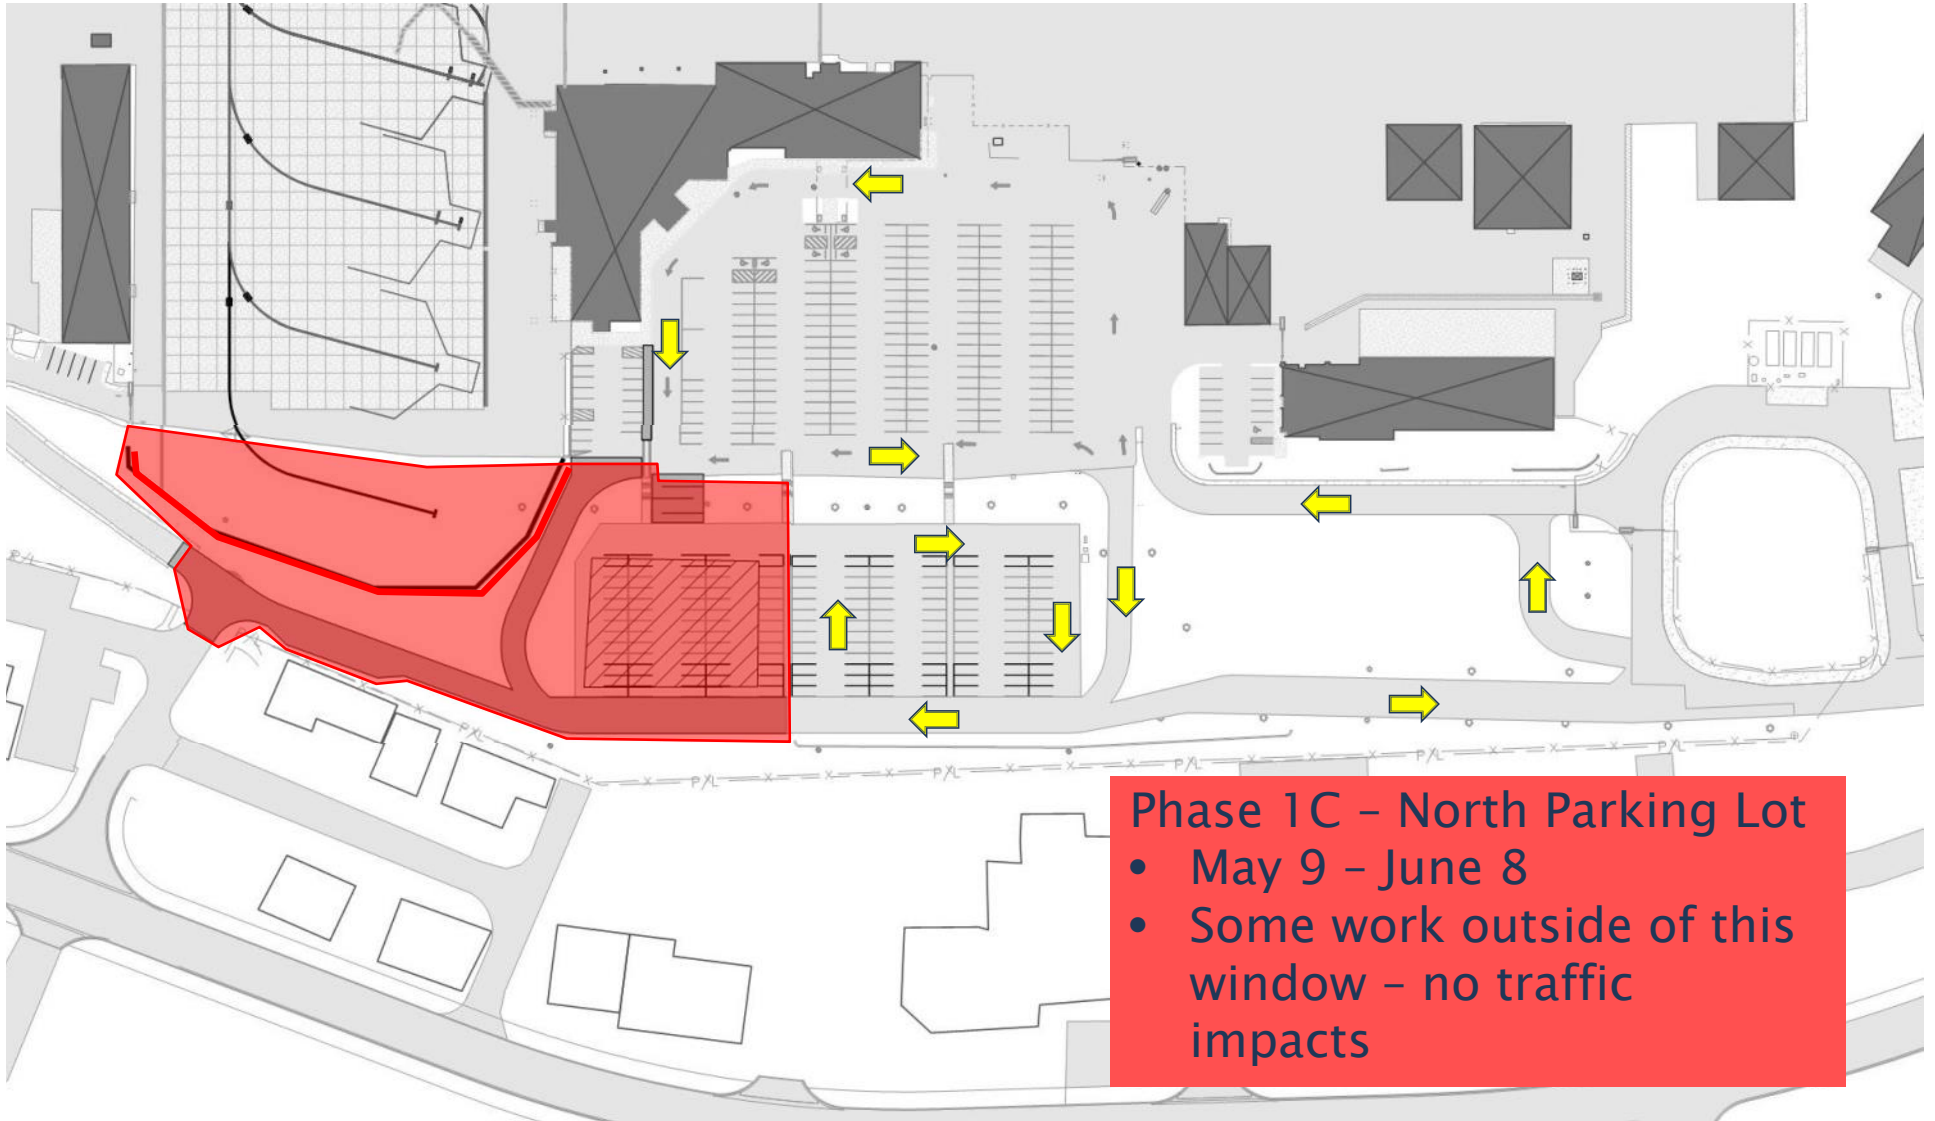 P/L
P/L
P/L
P/L
P/L
P/L
P/L
Phase 1C – North Parking Lot
• May 9 – June 8
• Some work outside of this
window – no traffic
impacts